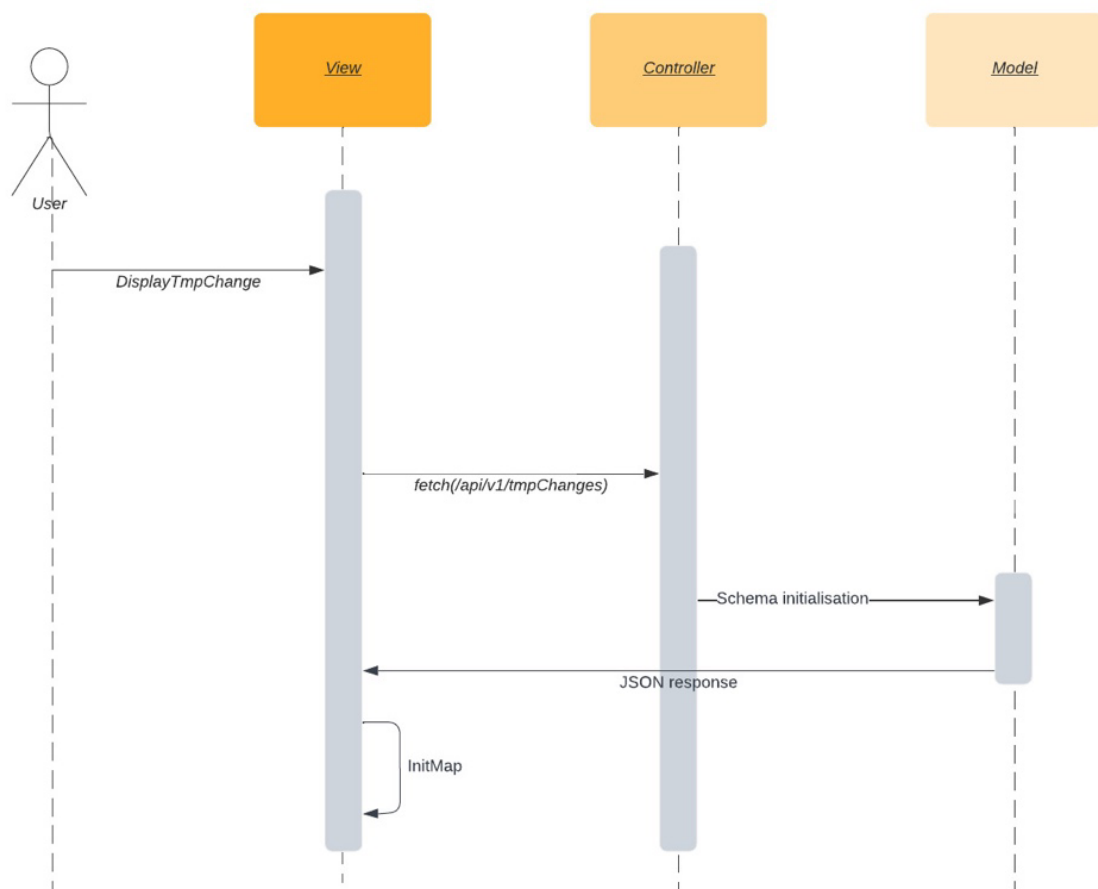 View
Controller
Model
User
DisplayTmpChange
fetch(/api/v1/tmpChanges)
Schema initialisation
JSON response
InitMap